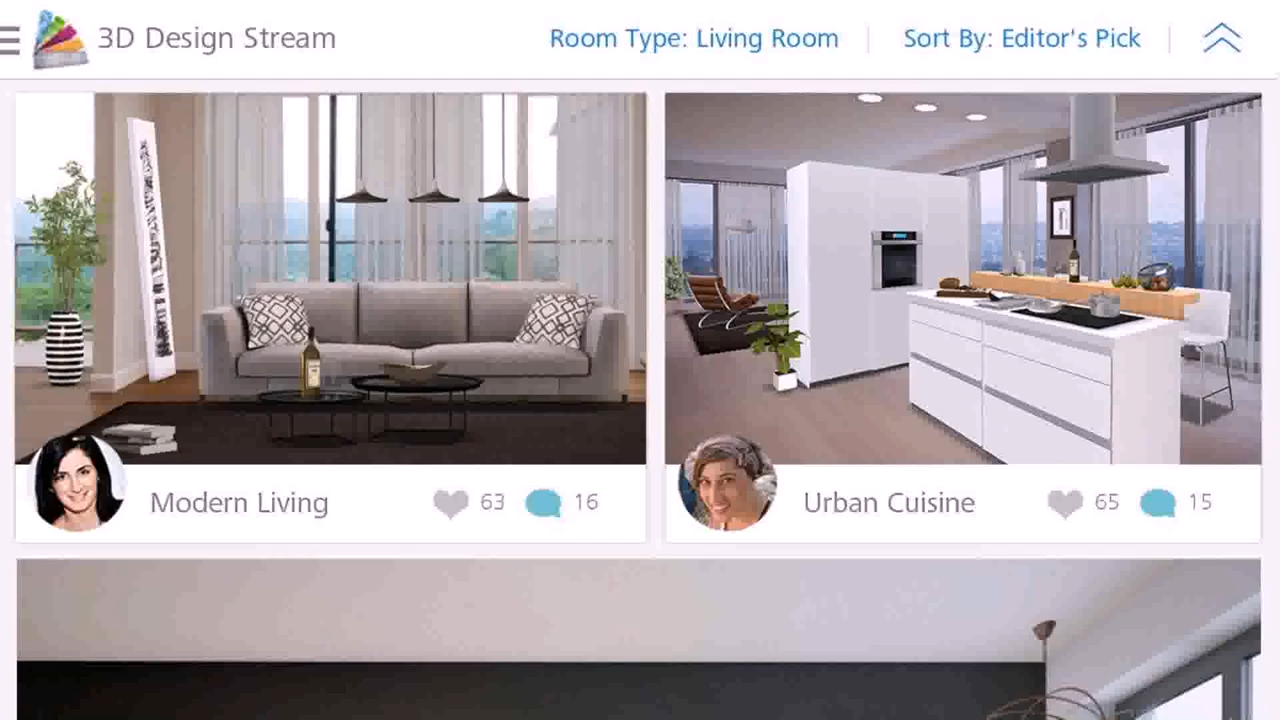 3D Design Stream
Room Type: Living Room
Sort By: Editor's Pick
Modern Living
63
16
Urban Cuisine
65
15